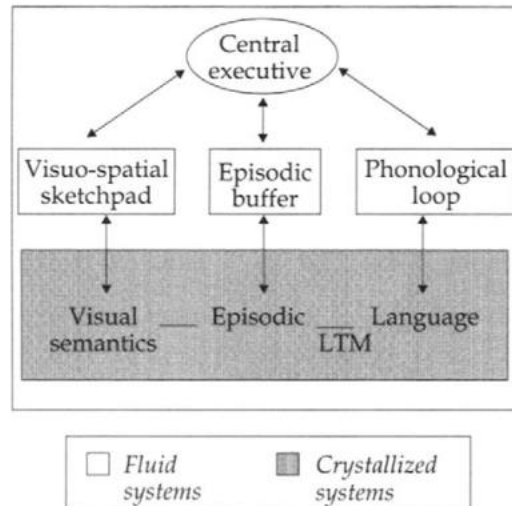 Central
executive
Visuo-spatial
sketchpad
Episodic
buffer
Phonological
loop
Visual
semantics
Episodic
LTM
Language
Fluid
systems
Crystallized
systems